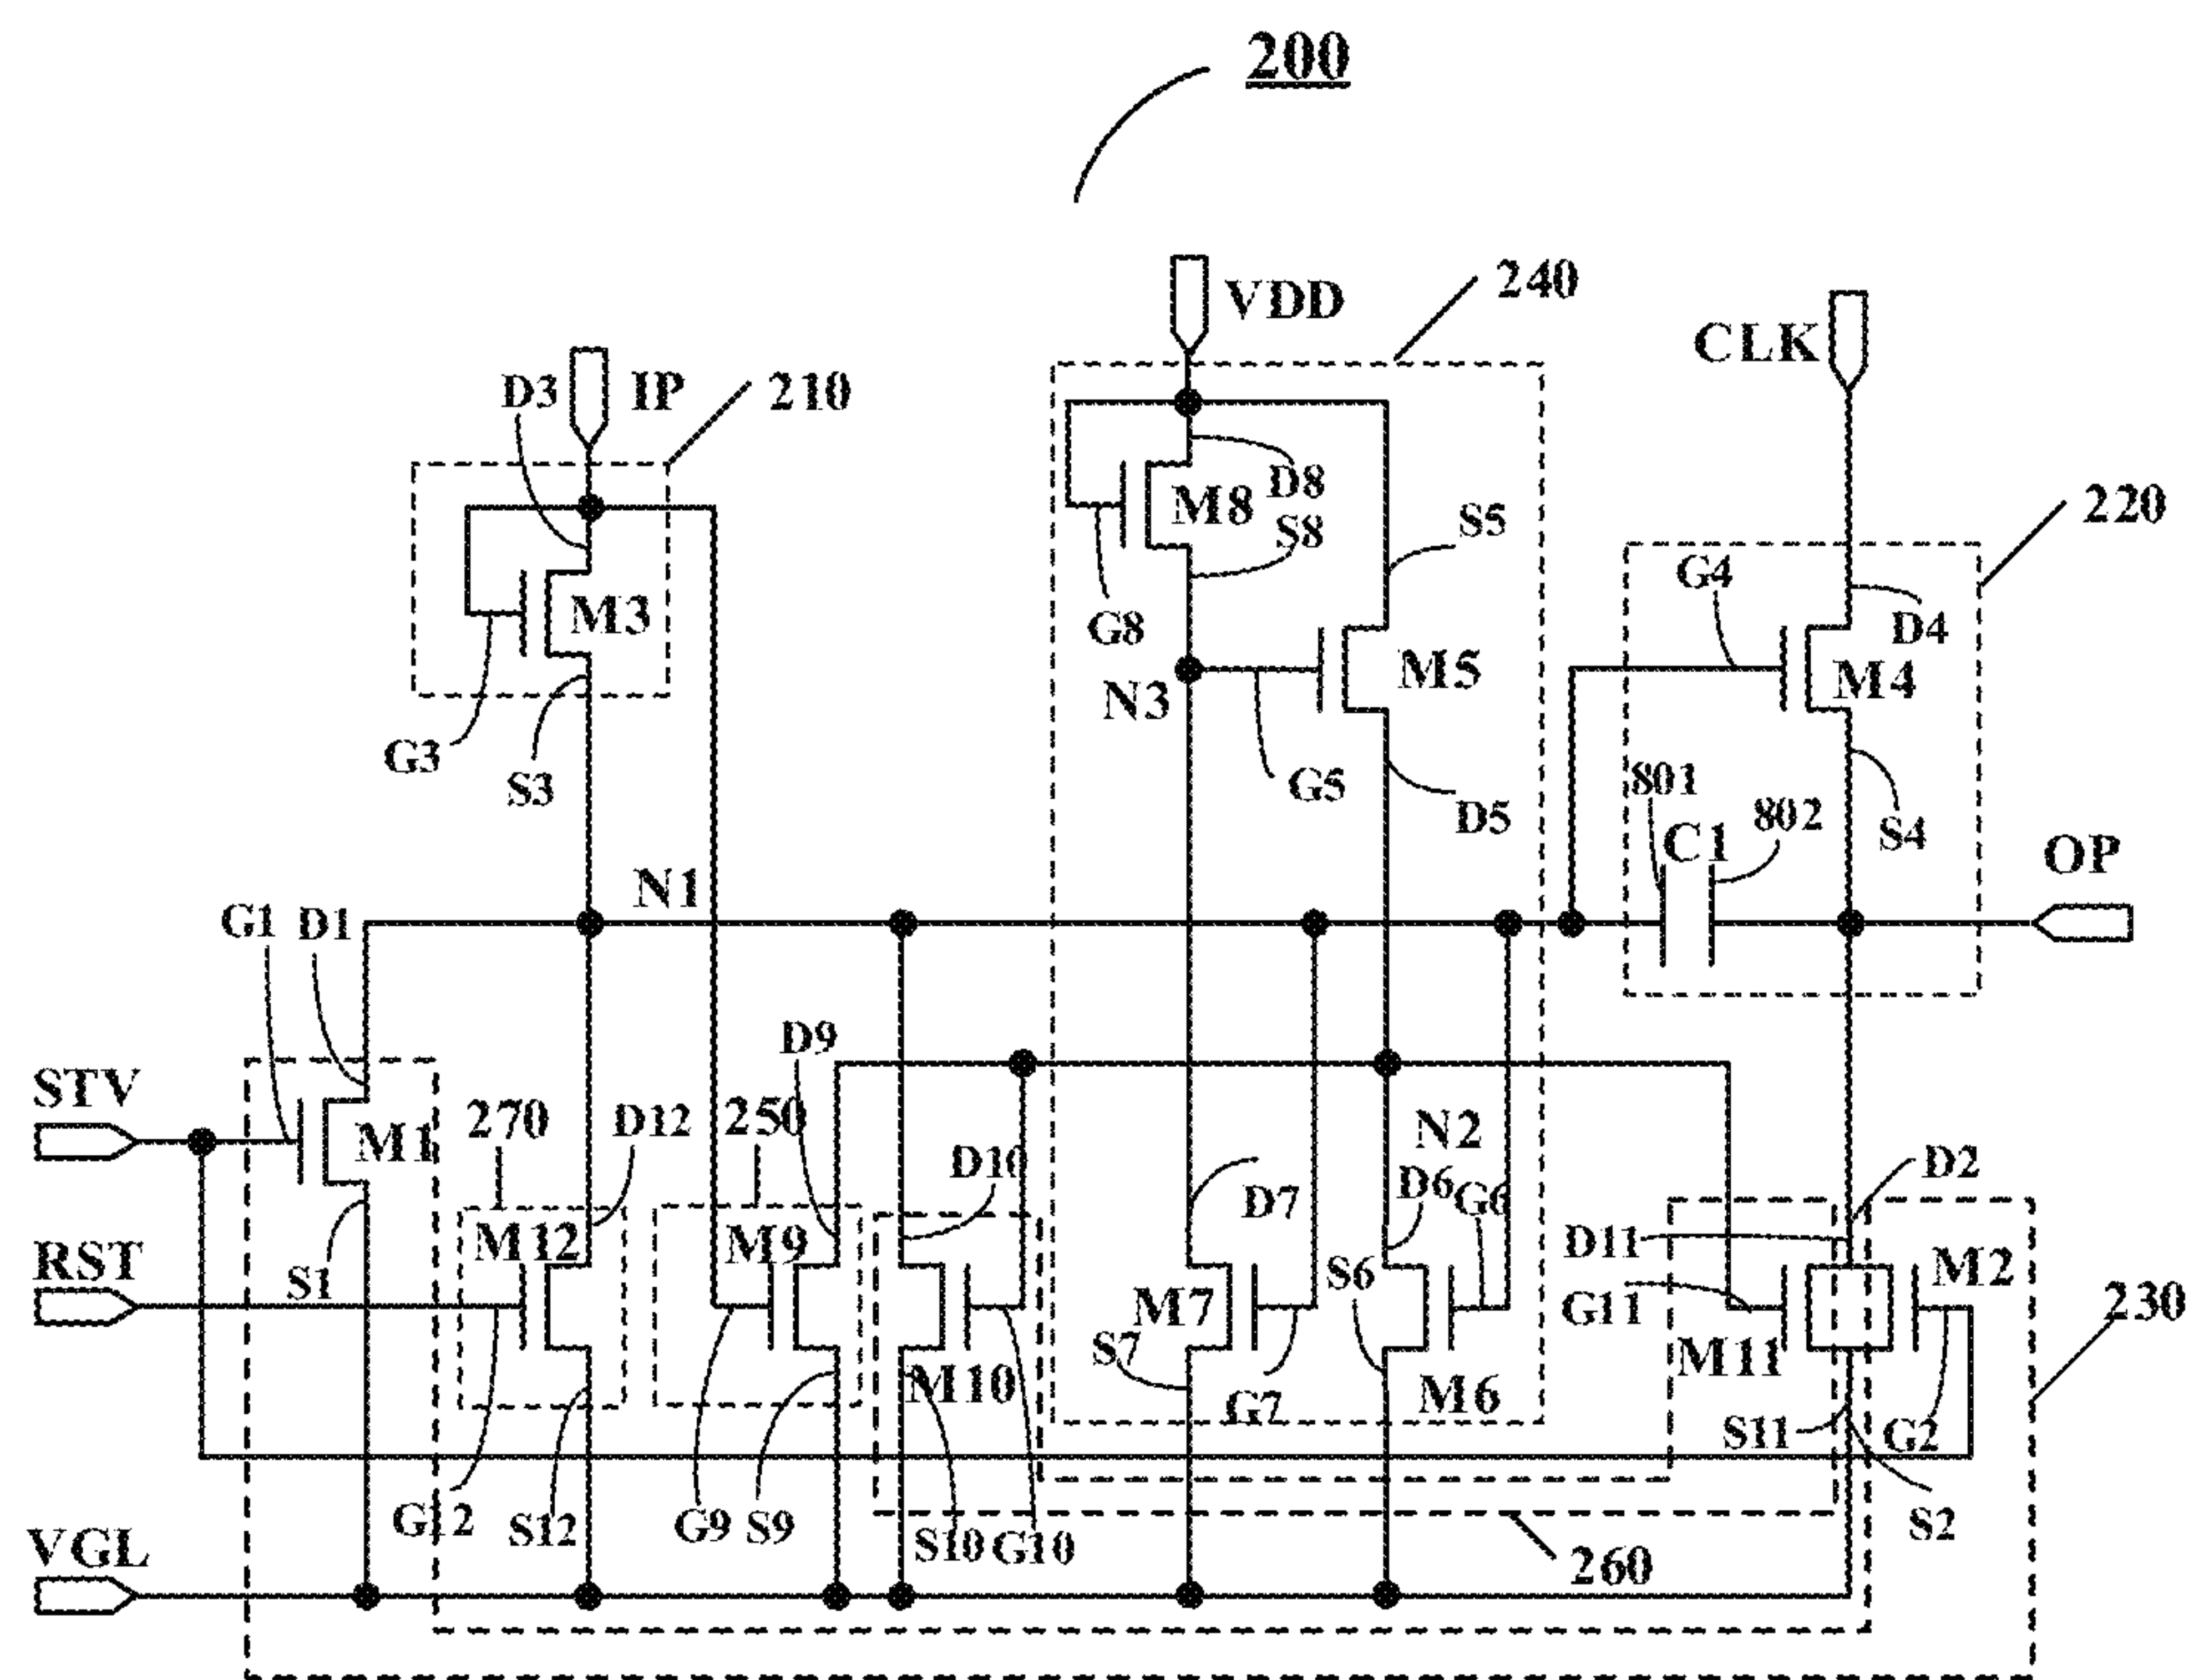 200
VDD
240
CLK
D3
IP
210
M8
D8
S8
S5
220
G4
G8
D4
M3
M5
M4
N3
G3
S3
G5
D5
801
C1
802
S4
OP
N1
G1
D1
D9
STV
M1
270
250
D12
D10
N2
D7
D6
G6
D2
D11
M12
M9
M2
RST
S1
S6
G11
M7
230
S7
M11
M10
G7
M6
S11
G2
G12
S12
G9
S9
S10
G10
S2
VGL
260